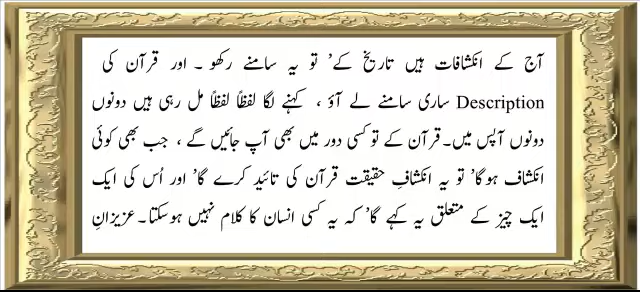 آج کے انکشافات ہیں تاریخ کے’ تو یہ سامنے رکھو ۔ اور قرآن کی
Description ساری سامنے لے آؤ ، کہنے لگا لفظاً لفظاً مل رہی ہیں دونوں
دونوں آپس میں۔ قرآن کے تو کسی دور میں بھی آپ جائیں گے ، جب بھی کوئی
انکشاف ہوگا’ تو یہ انکشافِ حقیقت قرآن کی تائید کرے گا’ اور اُس کی ایک
ایک چیز کے متعلق یہ کہے گا’ کہ یہ کسی انسان کا کلام نہیں ہوسکتا۔ عزیزانِ